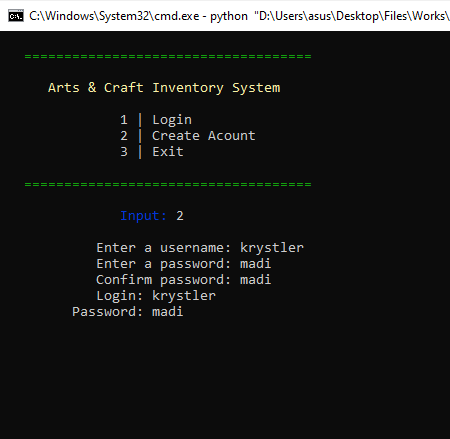 C:\Windows\System32\cmd.exe - python "D:\Users\asus\Desktop\Files\Works\
====================================
Arts & Craft Inventory System
1 | Login
2 | Create Acount
3 | Exit
====================================
Input: 2
Enter a username: krystler
Enter a password: madi
Confirm password: madi
Login: krystler
Password: madi